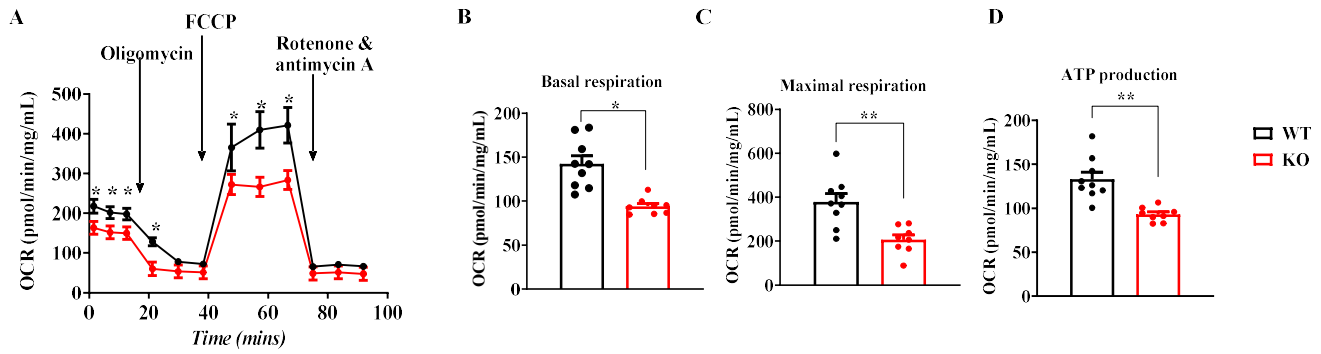 A
FCCP
Oligomycin
Rotenone &
antimycin A
OCR (pmol/min/mg/mL)
500
400
300
200
100
0
* * * * * * *
0 20 40 60 80 100
Time (mins)
B
Basal respiration
*
OCR (pmol/min/mg/mL)
200
150
100
50
0
C
Maximal respiration
**
OCR (pmol/min/mg/mL)
800
600
400
200
0
D
ATP production
**
OCR (pmol/min/mg/mL)
200
150
100
50
0
WT
KO